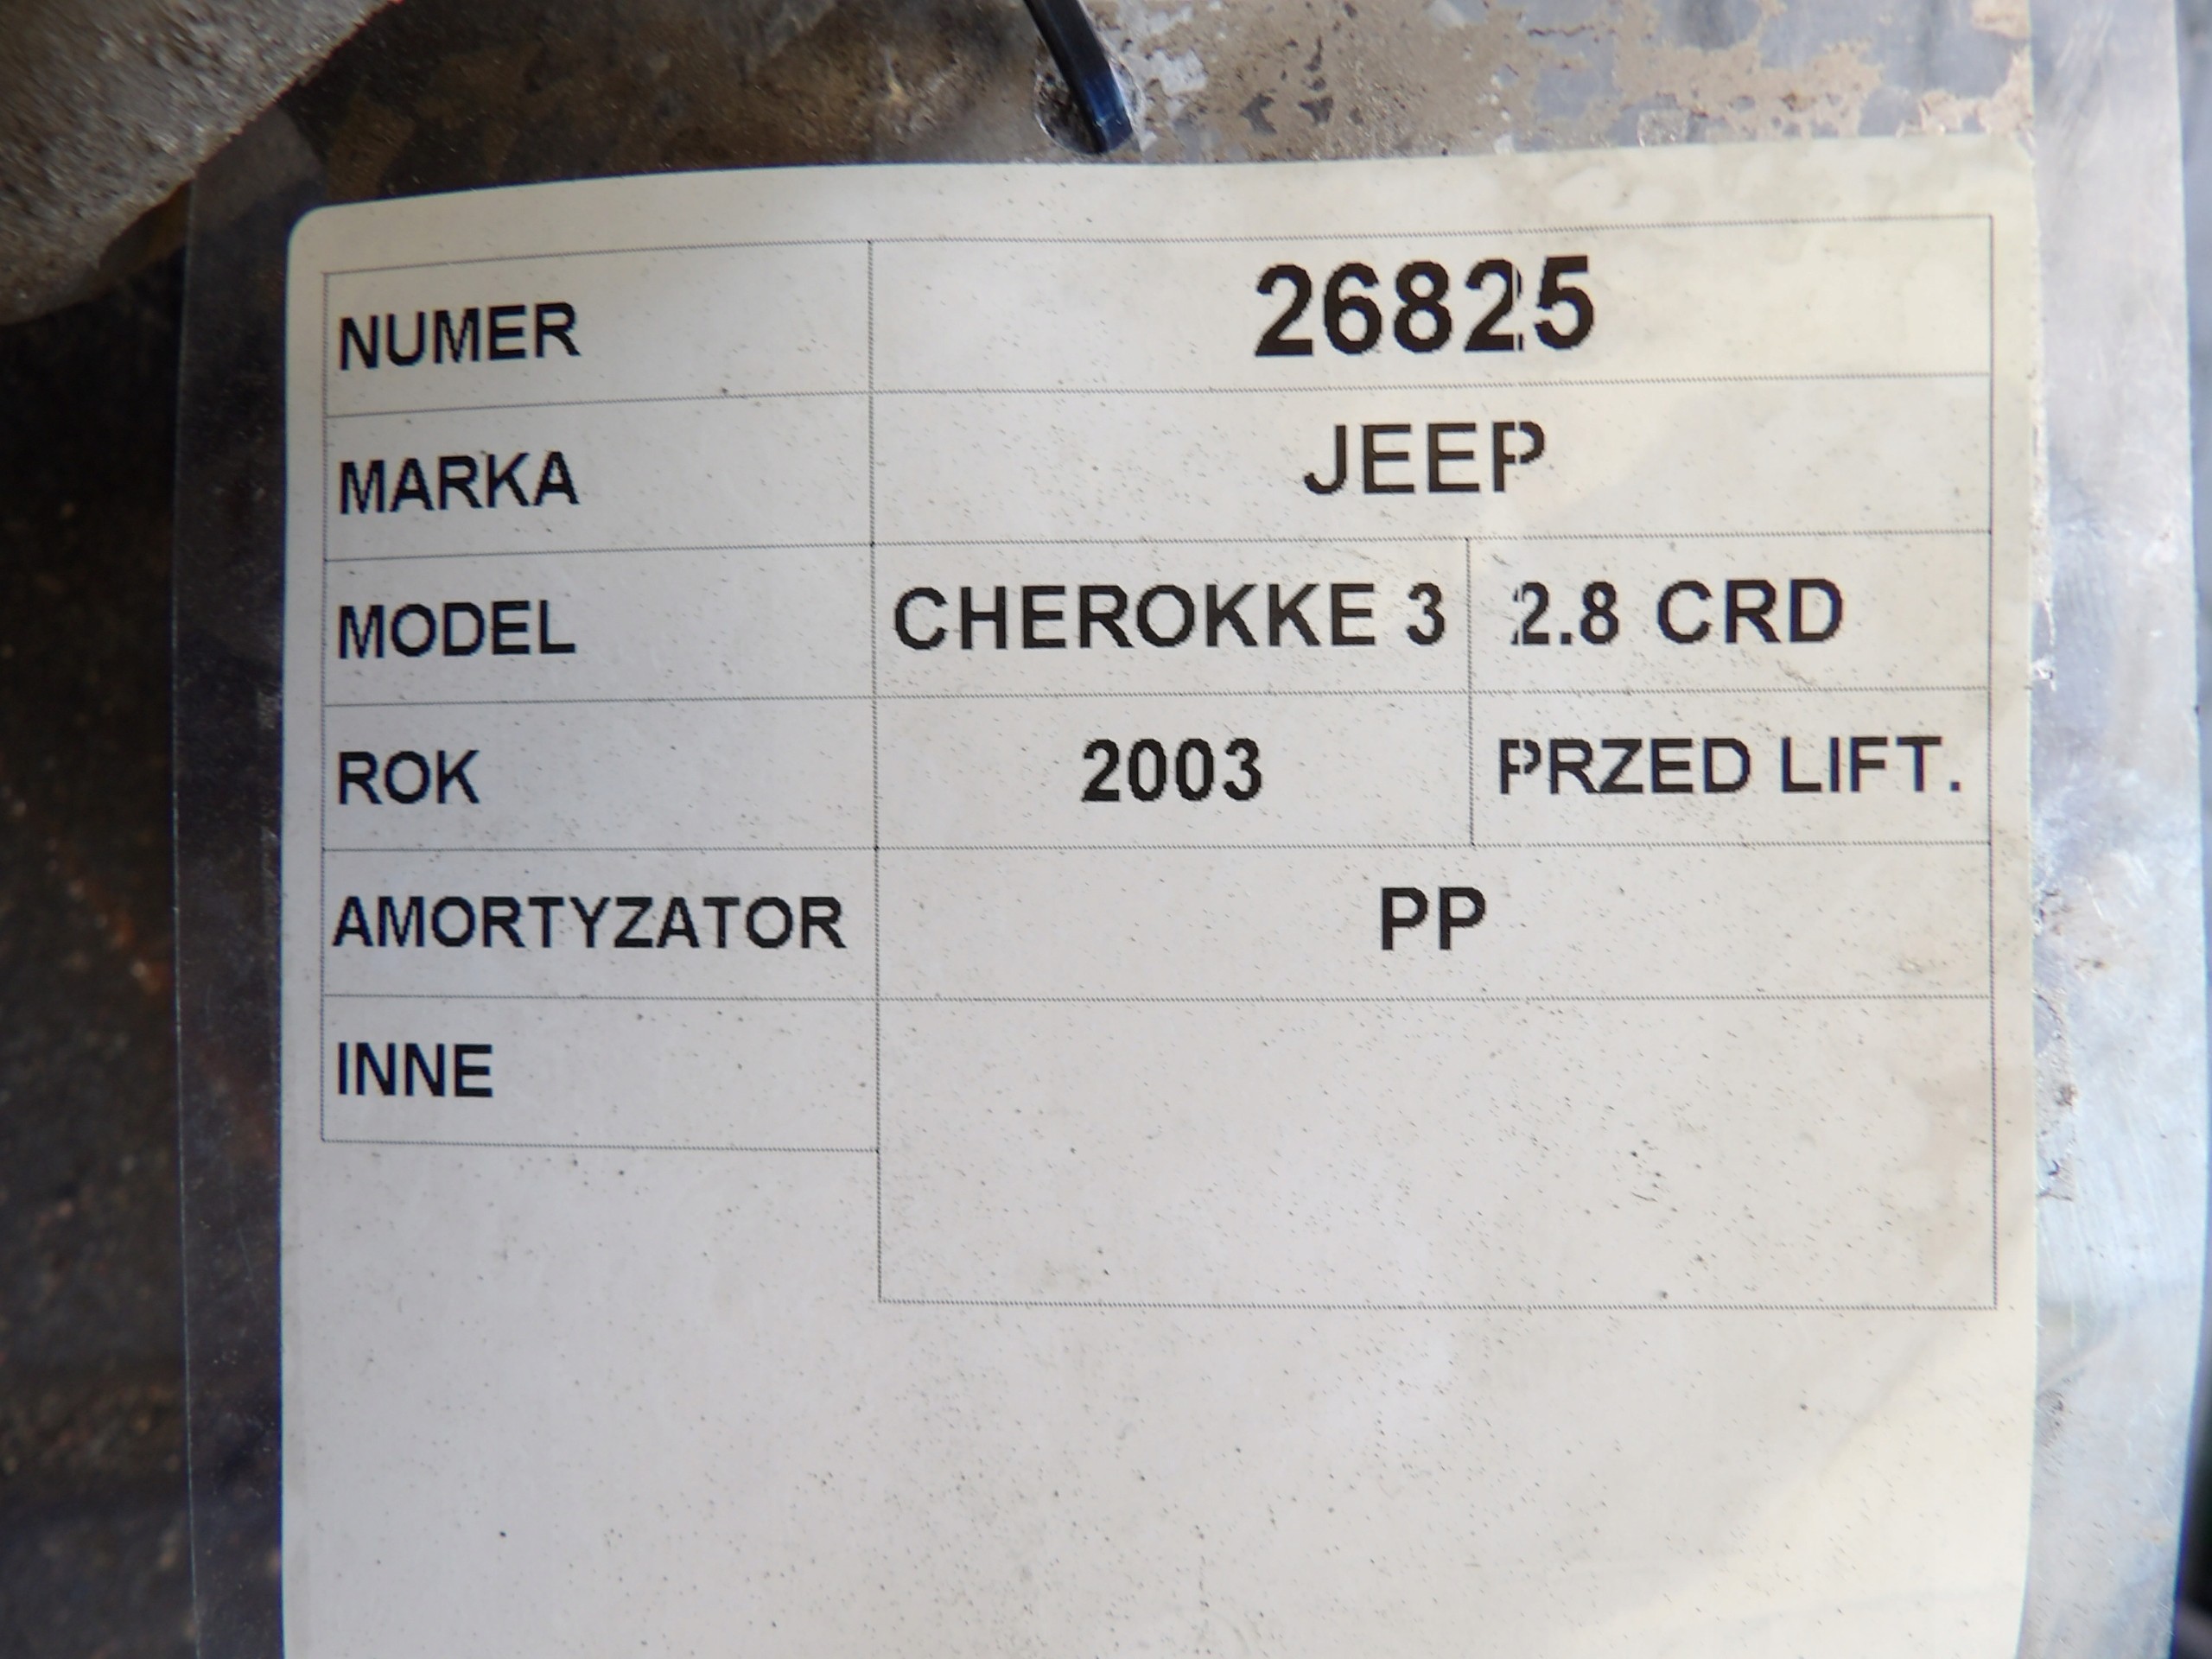 NUMER 26825
MARKA JEEP
MODEL CHEROKKE 3 2.8 CRD
ROK 2003 PRZED LIFT.
AMORTYZATOR PP
INNE